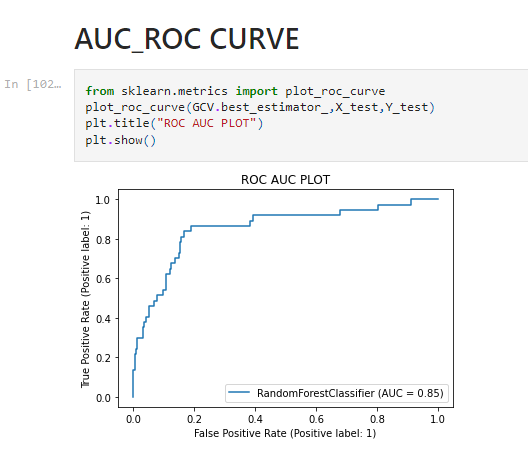 AUC_ROC CURVE
In [102…
from sklearn.metrics import plot_roc_curve
plot_roc_curve(GCV.best_estimator_,X_test,Y_test)
plt.title("ROC AUC PLOT")
plt.show()
ROC AUC PLOT
True Positive Rate (Positive label: 1)
1.0
0.8
0.6
0.4
0.2
0.0
RandomForestClassifier (AUC = 0.85)
0.0 0.2 0.4 0.6 0.8 1.0
False Positive Rate (Positive label: 1)